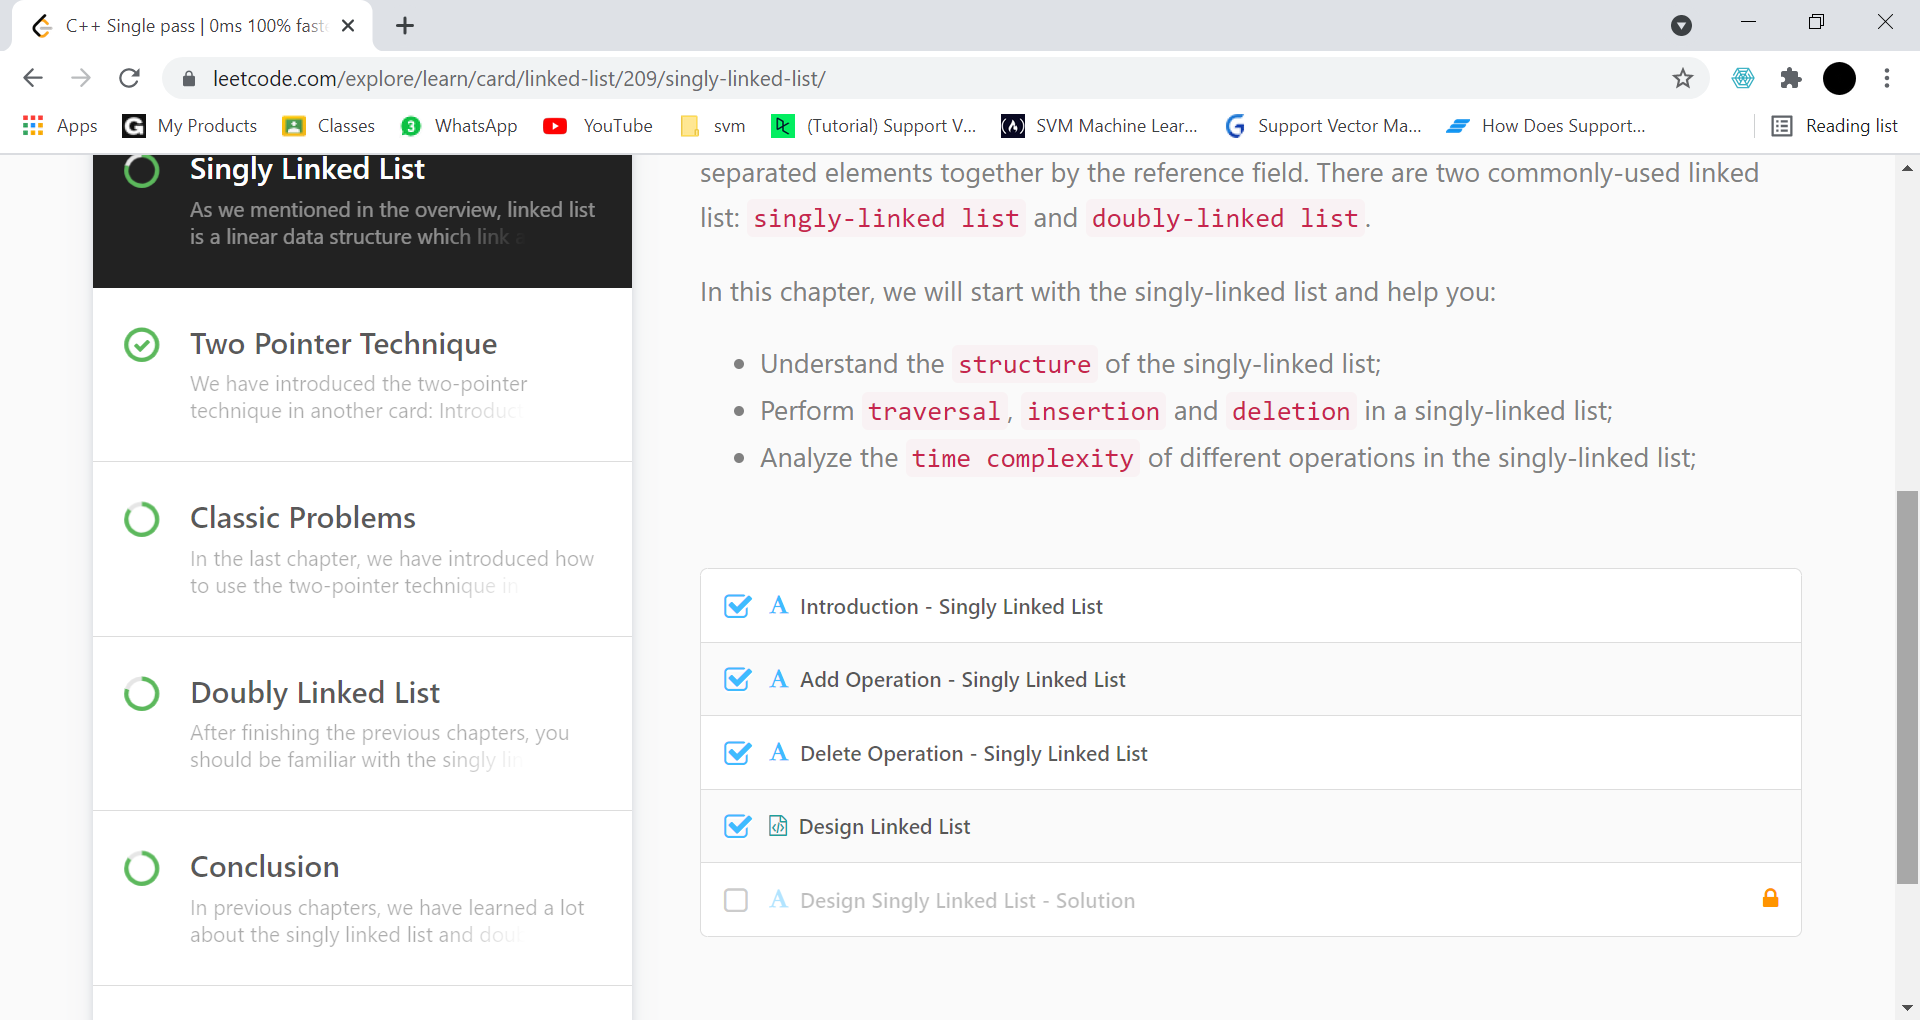 C++ Single pass | 0ms 100% fast
leetcode.com/explore/learn/card/linked-list/209/singly-linked-list/
Apps My Products Classes 3 WhatsApp YouTube svm (Tutorial) Support V... SVM Machine Lear... Support Vector Ma... How Does Support... Reading list
Singly Linked List
As we mentioned in the overview, linked list
is a linear data structure which link a
Two Pointer Technique
We have introduced the two-pointer
technique in another card: Introduct
Classic Problems
In the last chapter, we have introduced how
to use the two-pointer technique in
Doubly Linked List
After finishing the previous chapters, you
should be familiar with the singly lin
Conclusion
In previous chapters, we have learned a lot
about the singly linked list and doul
separated elements together by the reference field. There are two commonly-used linked
list: singly-linked list and doubly-linked list.
In this chapter, we will start with the singly-linked list and help you:
• Understand the structure of the singly-linked list;
• Perform traversal, insertion and deletion in a singly-linked list;
• Analyze the time complexity of different operations in the singly-linked list;
A Introduction - Singly Linked List
A Add Operation - Singly Linked List
A Delete Operation - Singly Linked List
Design Linked List
A Design Singly Linked List - Solution